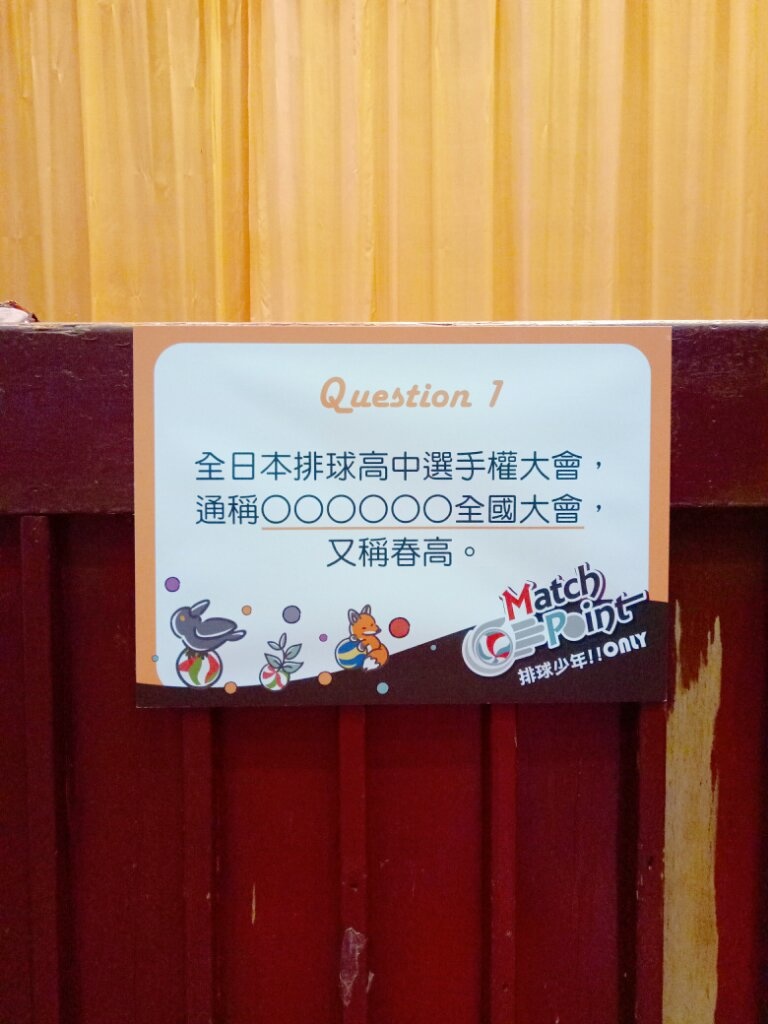 Question 1
全日本排球高中選手權大會，
通稱〇〇〇〇〇〇全國大會，
又稱春高。
Match
Point
排球少年!!ONLY